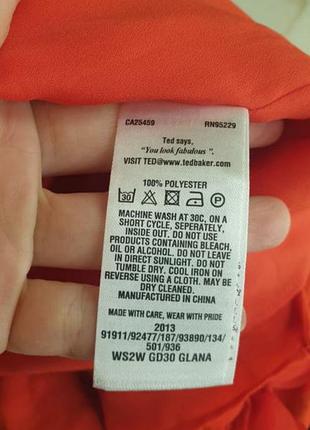 CA25459 RN95229
Ted says,
"You look fabulous".
VISIT TED@www.tedbaker.com
100% POLYESTER
30 P
MACHINE WASH AT 30C, ON A
SHORT CYCLE, SEPERATELY,
INSIDE OUT. DO NOT USE
PRODUCTS CONTAINING BLEACH,
OIL OR ALCOHOL. DO NOT LEAVE
IN DIRECT SUNLIGHT. DO NOT
TUMBLE DRY. COOL IRON ON
REVERSE USING A CLOTH. MAY BE
DRY CLEANED.
MANUFACTURED IN CHINA
MADE WITH CARE, WEAR WITH PRIDE
2013
91911/92477/187/93890/134/
501/936
WS2W GD30 GLANA